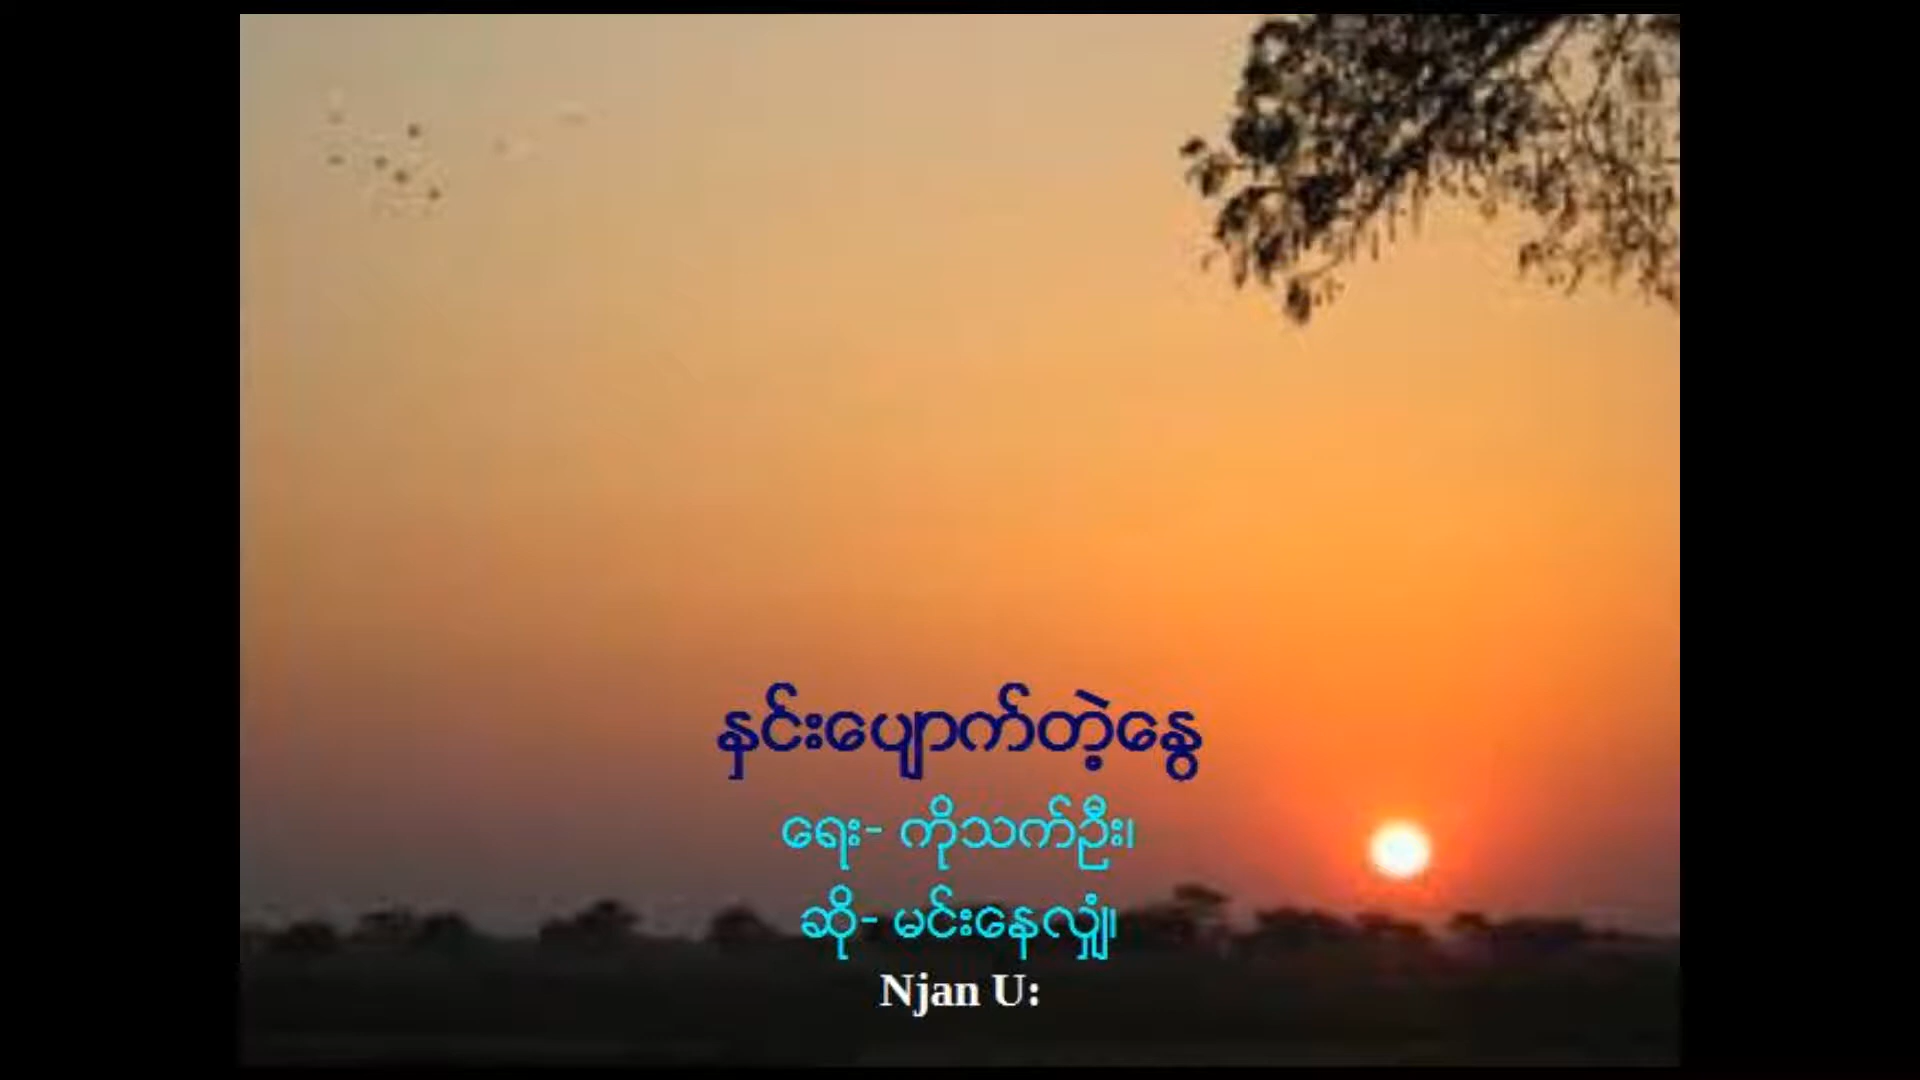 နှင်းပျောက်တဲ့နွေ
ရေး- ကိုသက်ဦး၊
ဆို- မင်းနေလျှံ၊
Njan U: